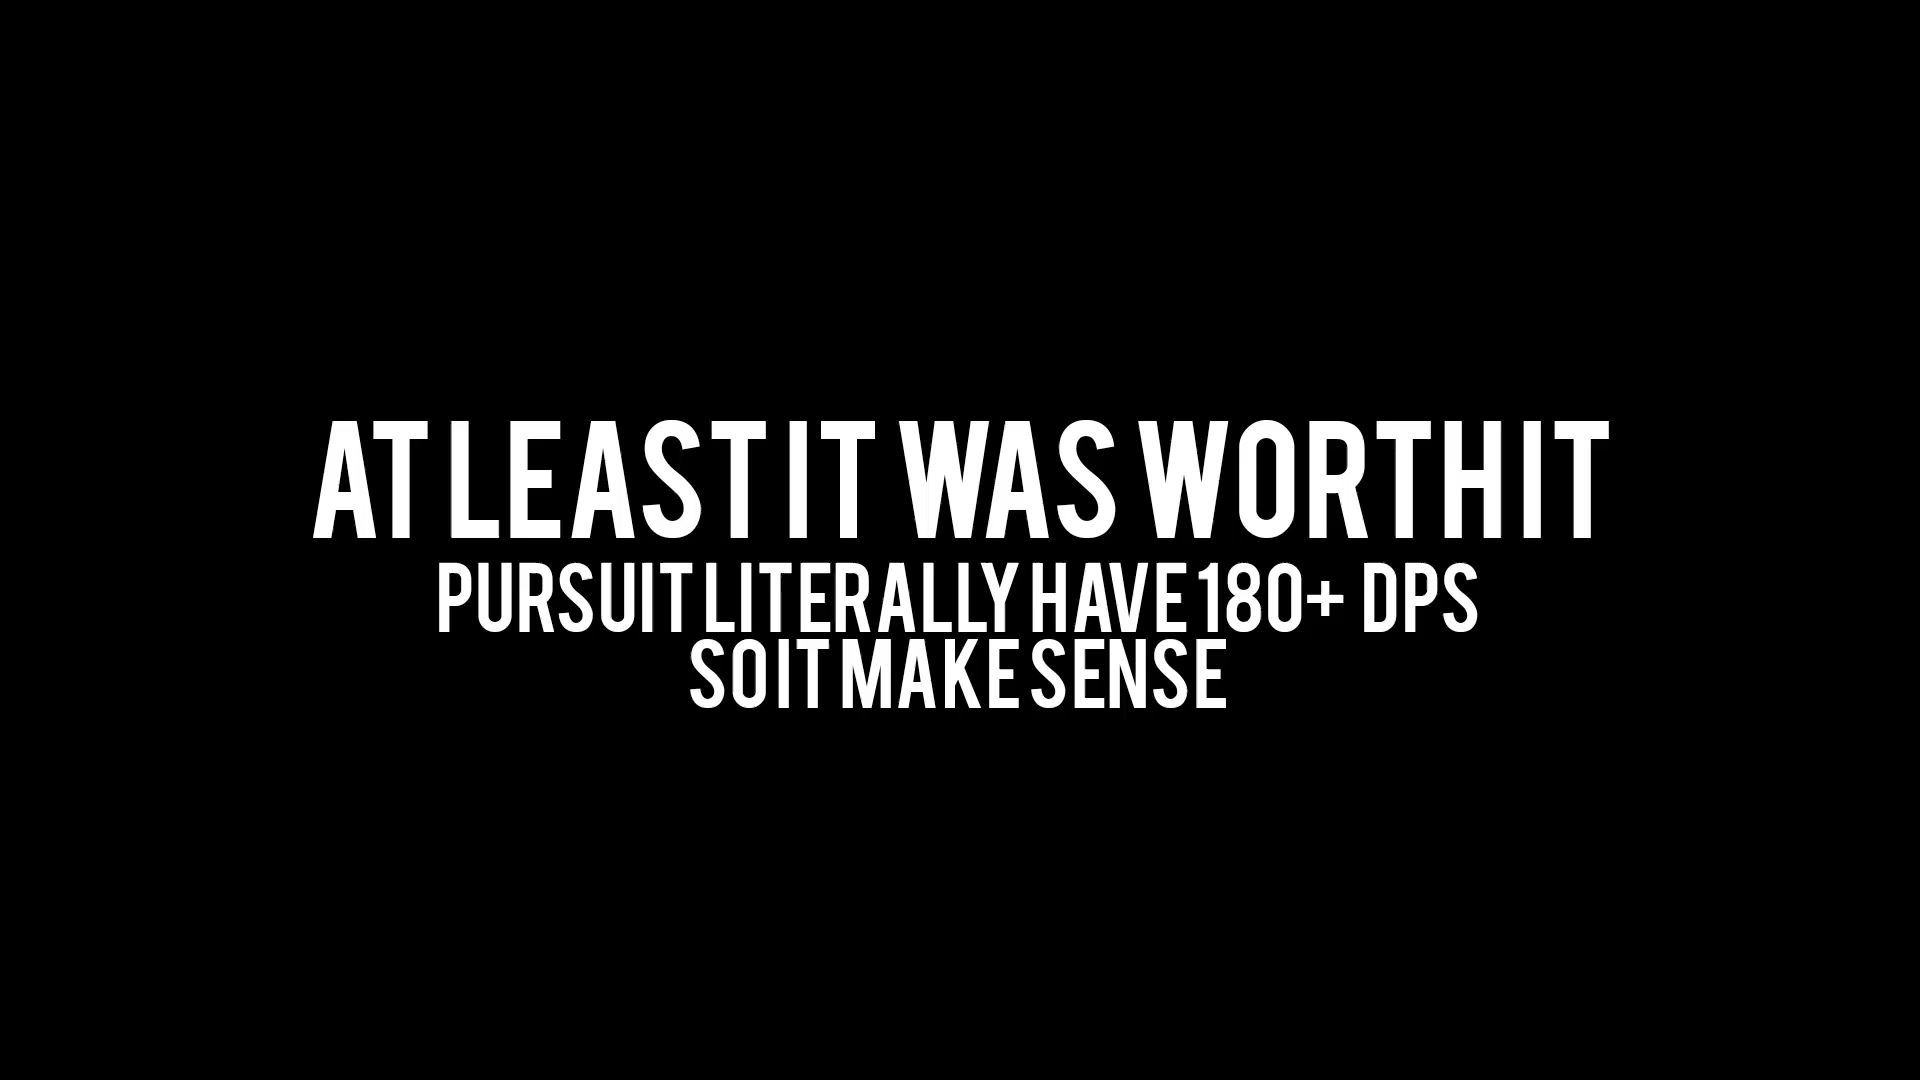 AT LEAST IT WAS WORTH IT
PURSUIT LITERALLY HAVE 180+ DPS
SO IT MAKE SENSE